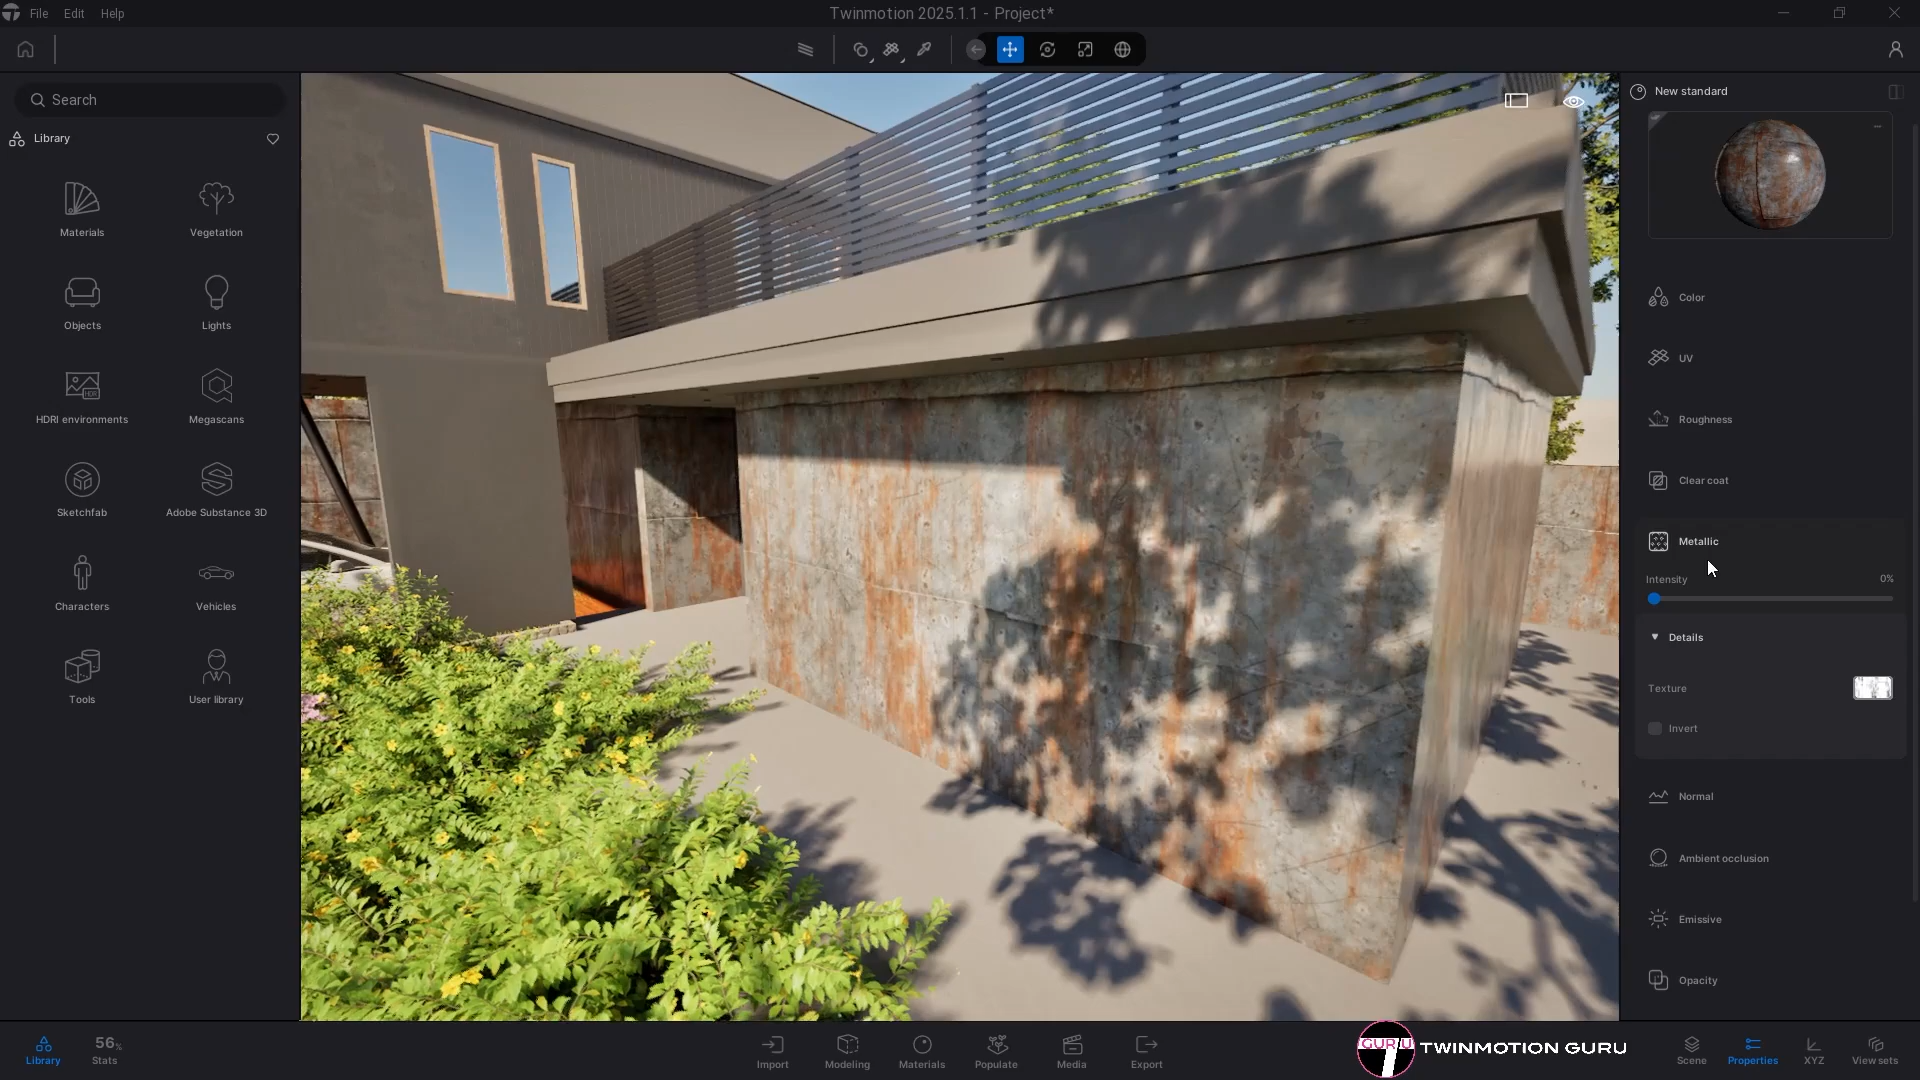 File Edit Help
Twinmotion 2025.1.1 - Project*
Search
Library
Materials
Vegetation
Objects
Lights
HDR
HDRI environments
Megascans
Sketchfab
Adobe Substance 3D
Characters
Vehicles
Tools
User library
New standard
Color
UV
Roughness
Clear coat
Metallic
Intensity 0%
Details
Texture
Invert
Normal
Ambient occlusion
Emissive
Opacity
Library
56%
Stats
Import
Modeling
Materials
Populate
Media
Export
GURU
TWINMOTION GURU
Scene
Properties
XYZ
View sets